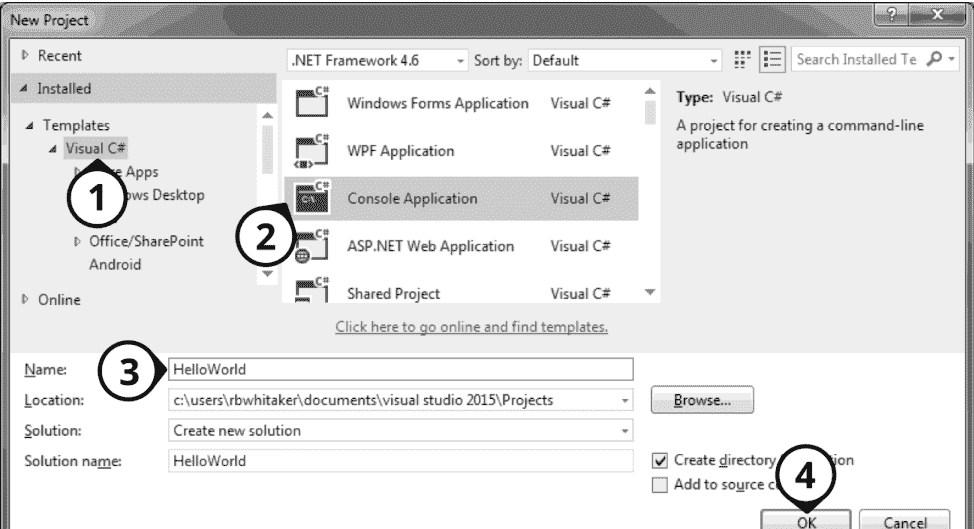 New Project
Recent
Installed
Templates
Visual C#
Apps
Desktop
Office/SharePoint
Android
Online
.NET Framework 4.6 Sort by: Default Search Installed Te
C# Windows Forms Application Visual C#
C# WPF Application Visual C#
C# Console Application Visual C#
C# ASP.NET Web Application Visual C#
C# Shared Project Visual C#
Click here to go online and find templates.
Type: Visual C#
A project for creating a command-line
application
1
2
3
Name: HelloWorld
Location: c:\users\rbwhitaker\documents\visual studio 2015\Projects Browse...
Solution: Create new solution
Solution name: HelloWorld
Create directory
Add to source
4
OK Cancel